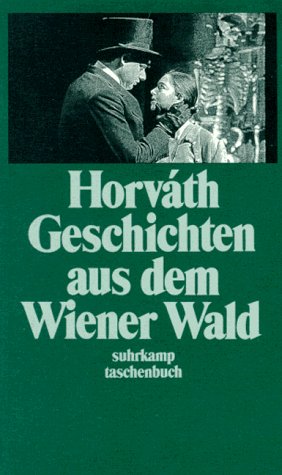 Horváth
Geschichten
aus dem
Wiener Wald
suhrkamp
taschenbuch